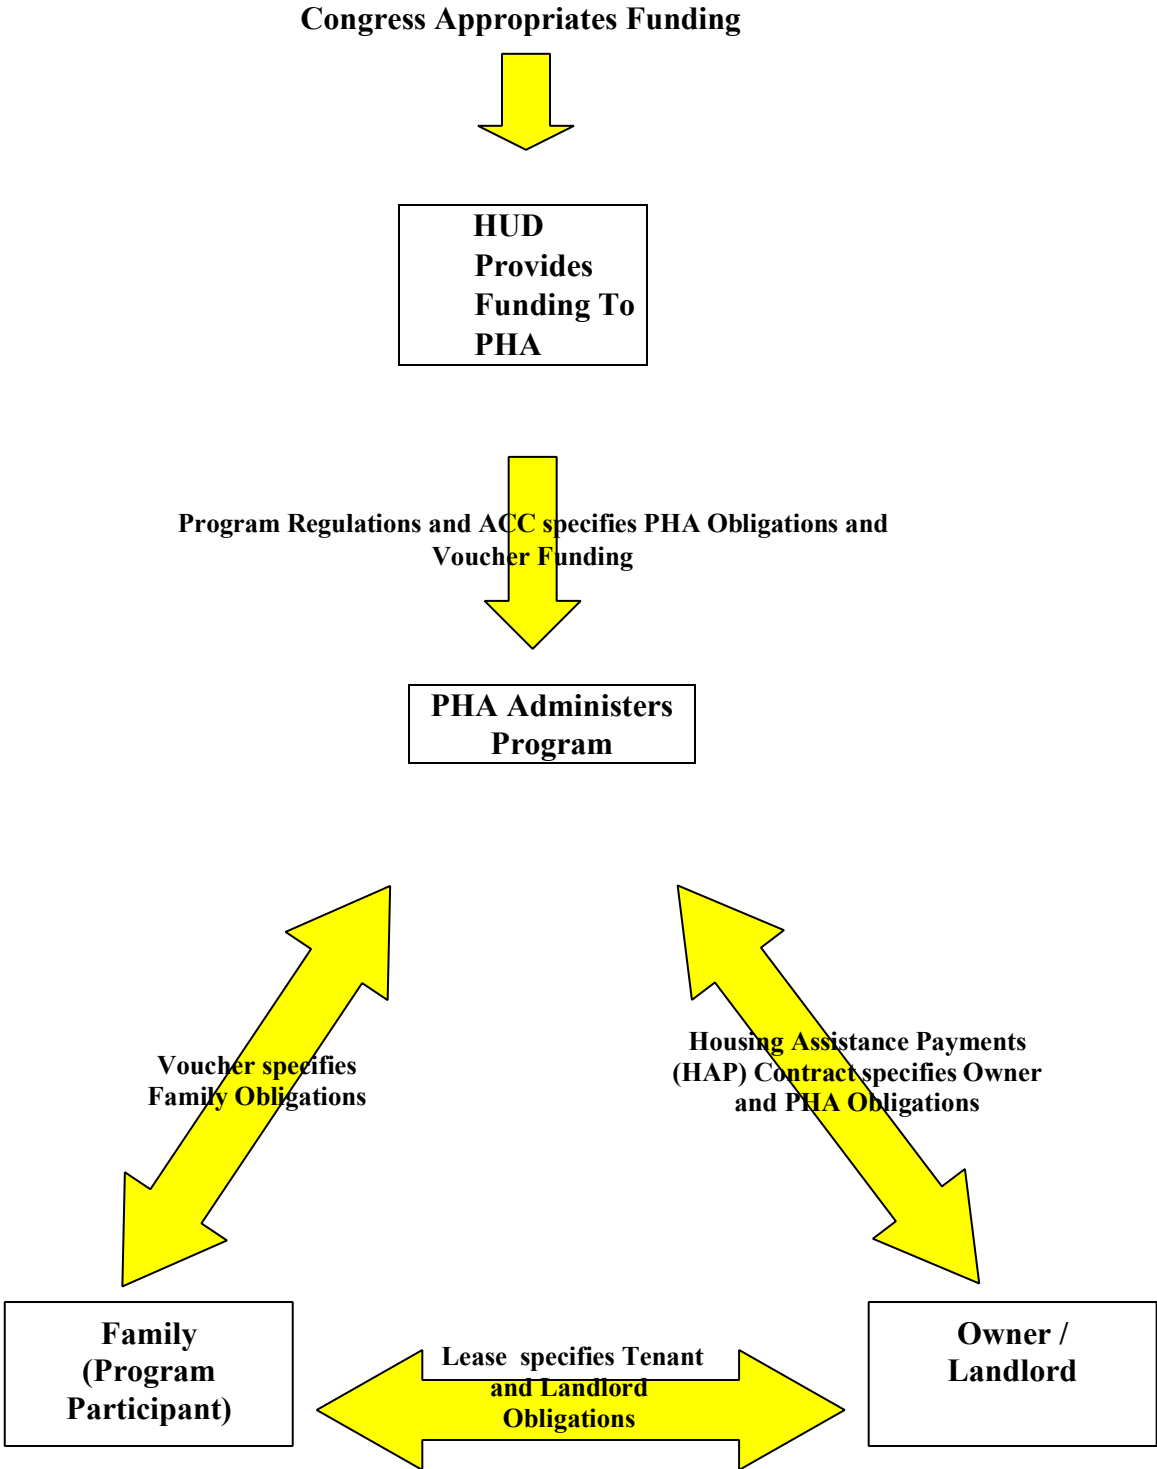 Congress Appropriates Funding
HUD
Provides
Funding To
PHA
Program Regulations and ACC specifies PHA Obligations and
Voucher Funding
PHA Administers
Program
Voucher specifies
Family Obligations
Housing Assistance Payments
(HAP) Contract specifies Owner
and PHA Obligations
Family
(Program
Participant)
Lease specifies Tenant
and Landlord
Obligations
Owner /
Landlord